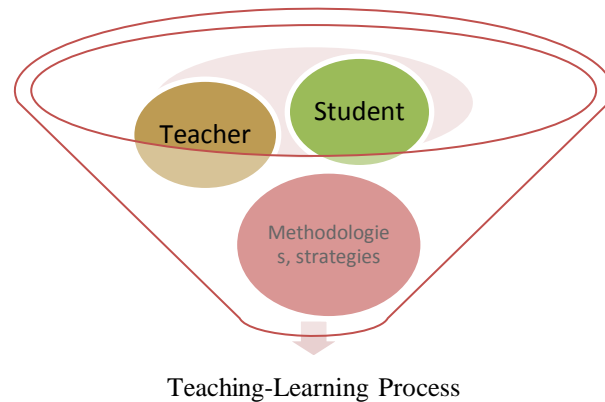 Student
Teacher
Methodologie
s, strategies
Teaching-Learning Process